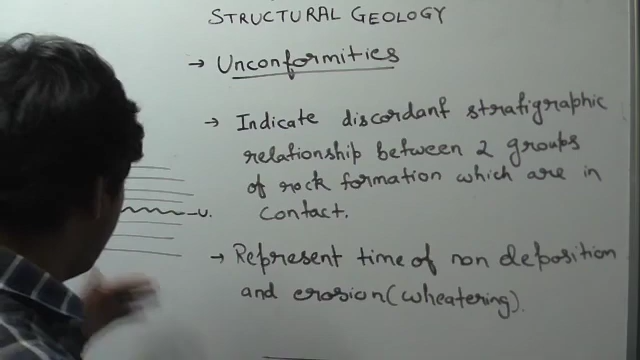 STRUCTURAL GEOLOGY
→ Unconformities
→ Indicate discordant stratigraphic
relationship between 2 groups
of rock formation which are in
contact.
U.
→ Represent time of non deposition
and erosion (wheatering).